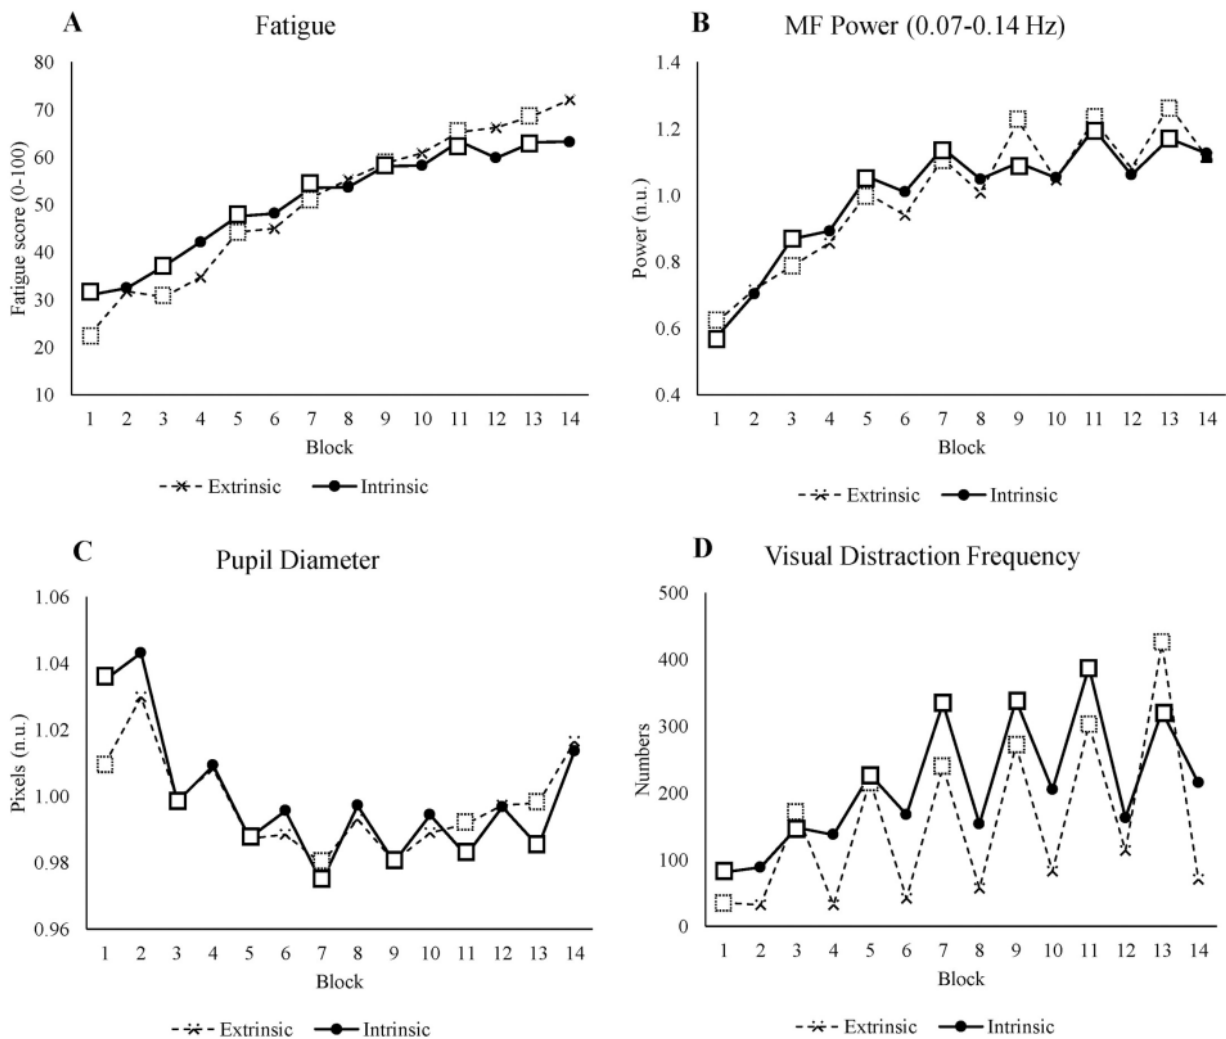 A Fatigue
Fatigue score (0-100)
80
70
60
50
40
30
20
10
1 2 3 4 5 6 7 8 9 10 11 12 13 14
Block
Extrinsic Intrinsic
B MF Power (0.07-0.14 Hz)
Power (n.u.)
1.4
1.2
1.0
0.8
0.6
0.4
1 2 3 4 5 6 7 8 9 10 11 12 13 14
Block
Extrinsic Intrinsic
C Pupil Diameter
Pixels (n.u.)
1.06
1.04
1.02
1.00
0.98
0.96
1 2 3 4 5 6 7 8 9 10 11 12 13 14
Block
Extrinsic Intrinsic
D Visual Distraction Frequency
Numbers
500
400
300
200
100
0
1 2 3 4 5 6 7 8 9 10 11 12 13 14
Block
Extrinsic Intrinsic